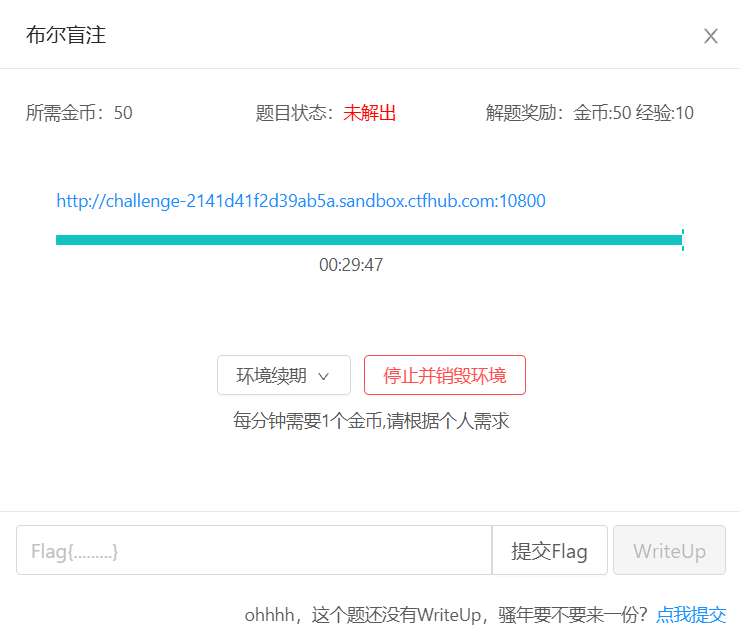 布尔盲注
所需金币：50 题目状态：未解出 解题奖励：金币:50 经验:10
http://challenge-2141d41f2d39ab5a.sandbox.ctfhub.com:10800
00:29:47
环境续期 停止并销毁环境
每分钟需要1个金币,请根据个人需求
Flag{.........} 提交Flag WriteUp
ohhhh，这个题还没有WriteUp，骚年要不要来一份？点我提交